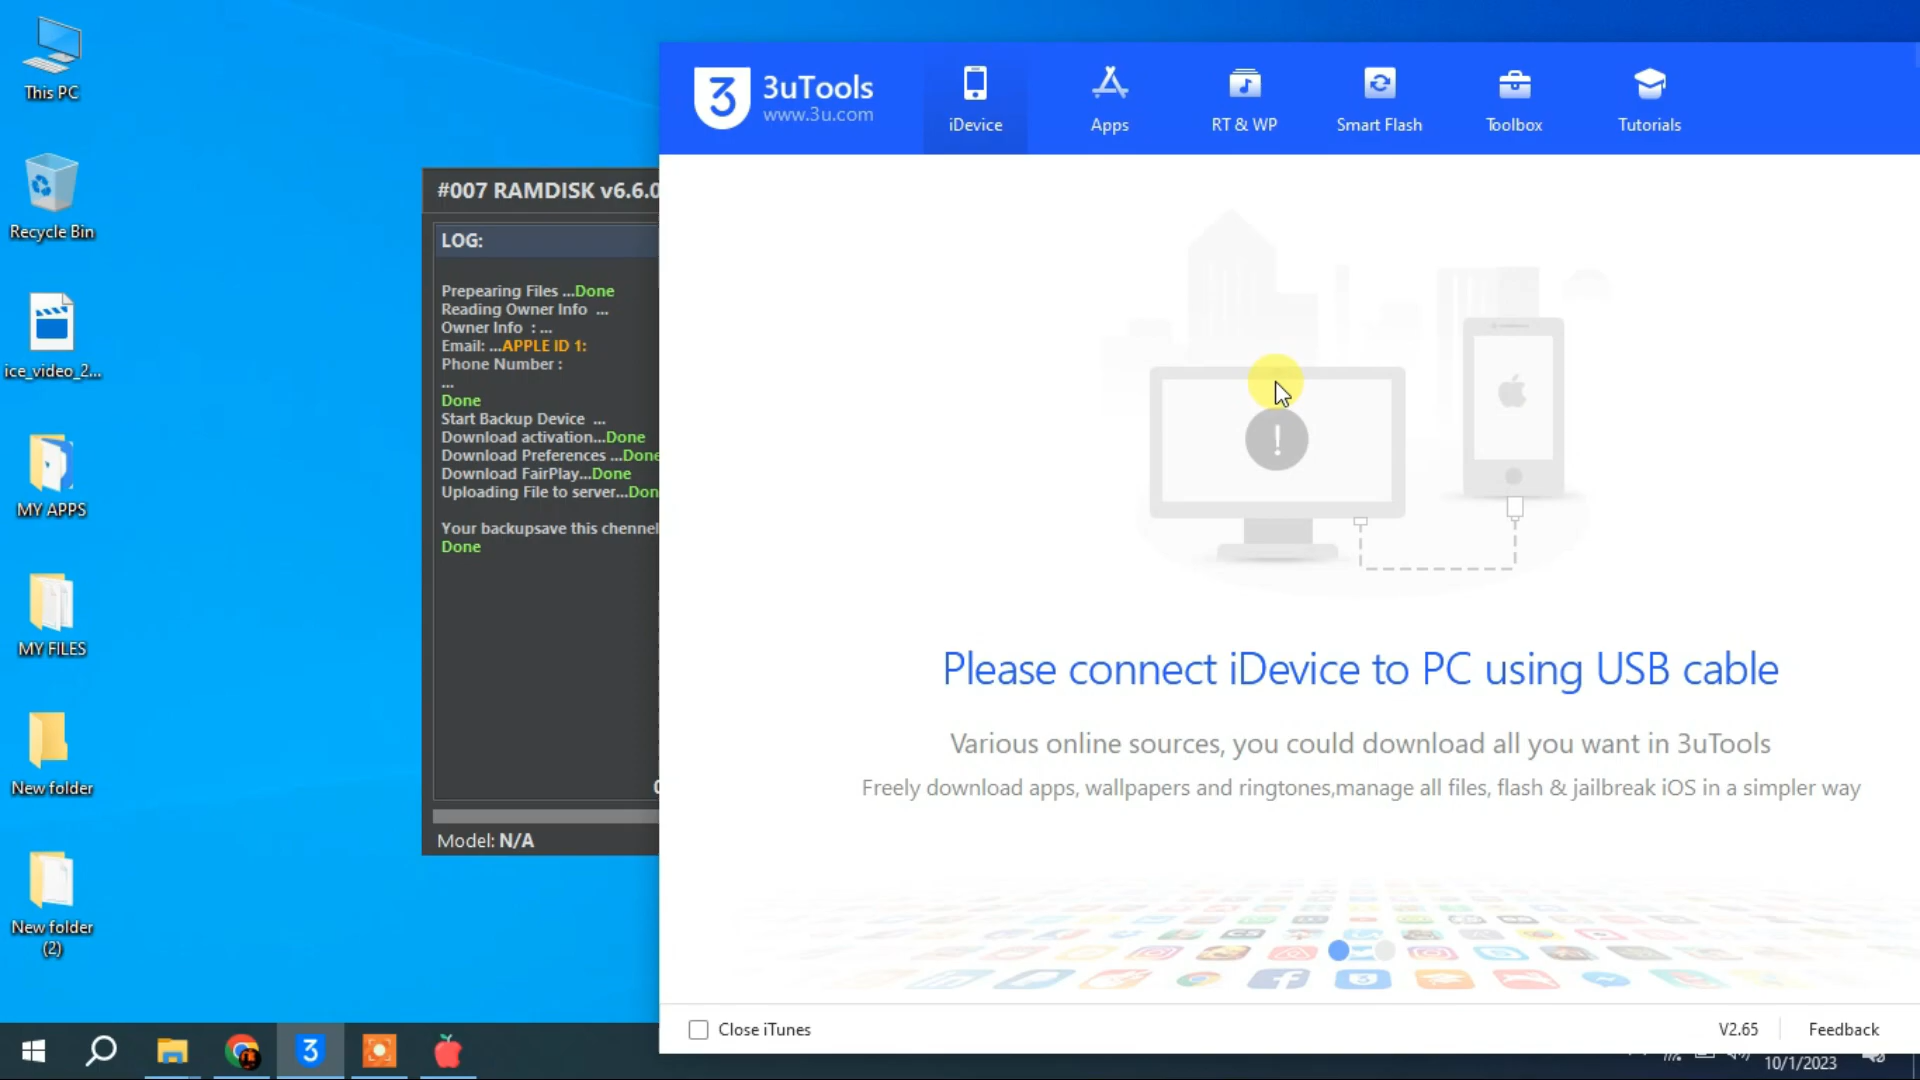 This PC
Recycle Bin
ice_video_2...
MY APPS
MY FILES
New folder
New folder
(2)
#007 RAMDISK v6.6.0
LOG:
Prepearing Files ...Done
Reading Owner Info ...
Owner Info : ...
Email: ...APPLE ID 1:
Phone Number :
...
Done
Start Backup Device ...
Download activation...Done
Download Preferences ...Done
Download FairPlay...Done
Uploading File to server...Don
Your backupsave this chennel
Done
Model: N/A
3uTools
www.3u.com
iDevice
Apps
RT & WP
Smart Flash
Toolbox
Tutorials
Please connect iDevice to PC using USB cable
Various online sources, you could download all you want in 3uTools
Freely download apps, wallpapers and ringtones,manage all files, flash & jailbreak iOS in a simpler way
Close iTunes
V2.65
Feedback
10/1/2023